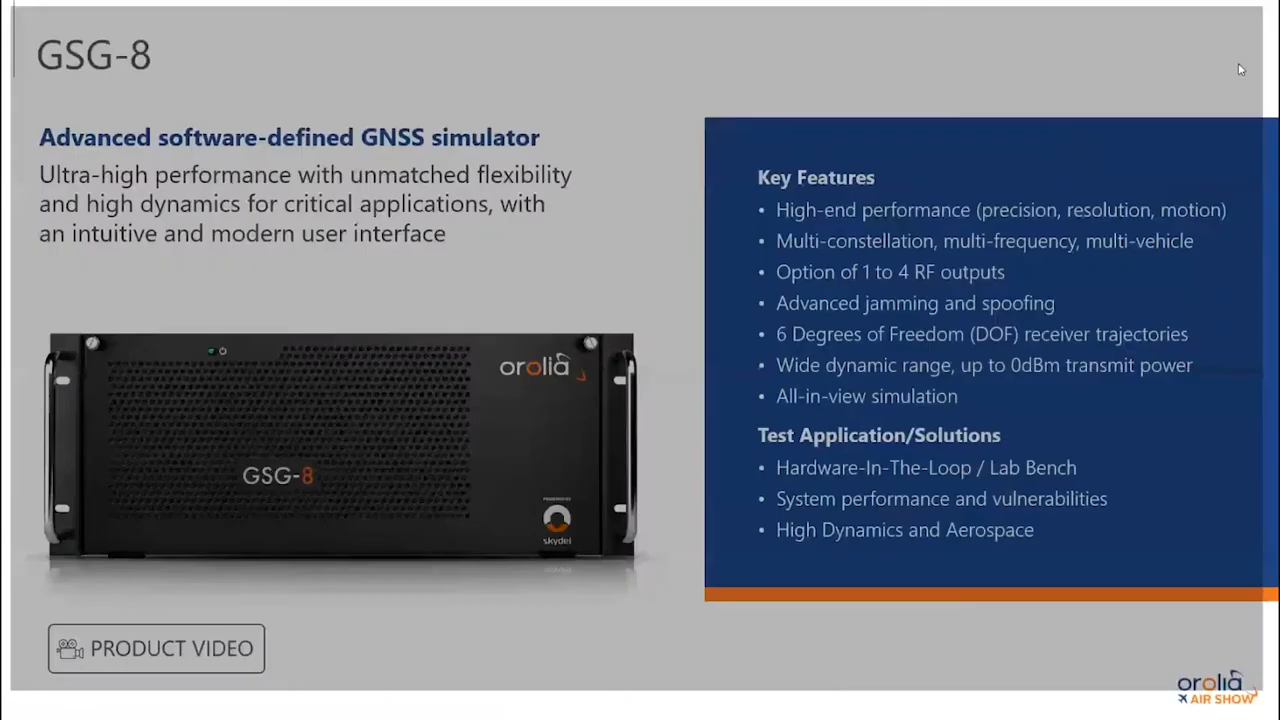 GSG-8
Advanced software-defined GNSS simulator
Ultra-high performance with unmatched flexibility
and high dynamics for critical applications, with
an intuitive and modern user interface
orolia
GSG-8
POWERED BY
skydel
PRODUCT VIDEO
Key Features
• High-end performance (precision, resolution, motion)
• Multi-constellation, multi-frequency, multi-vehicle
• Option of 1 to 4 RF outputs
• Advanced jamming and spoofing
• 6 Degrees of Freedom (DOF) receiver trajectories
• Wide dynamic range, up to 0dBm transmit power
• All-in-view simulation
Test Application/Solutions
• Hardware-In-The-Loop / Lab Bench
• System performance and vulnerabilities
• High Dynamics and Aerospace
orolia
AIR SHOW